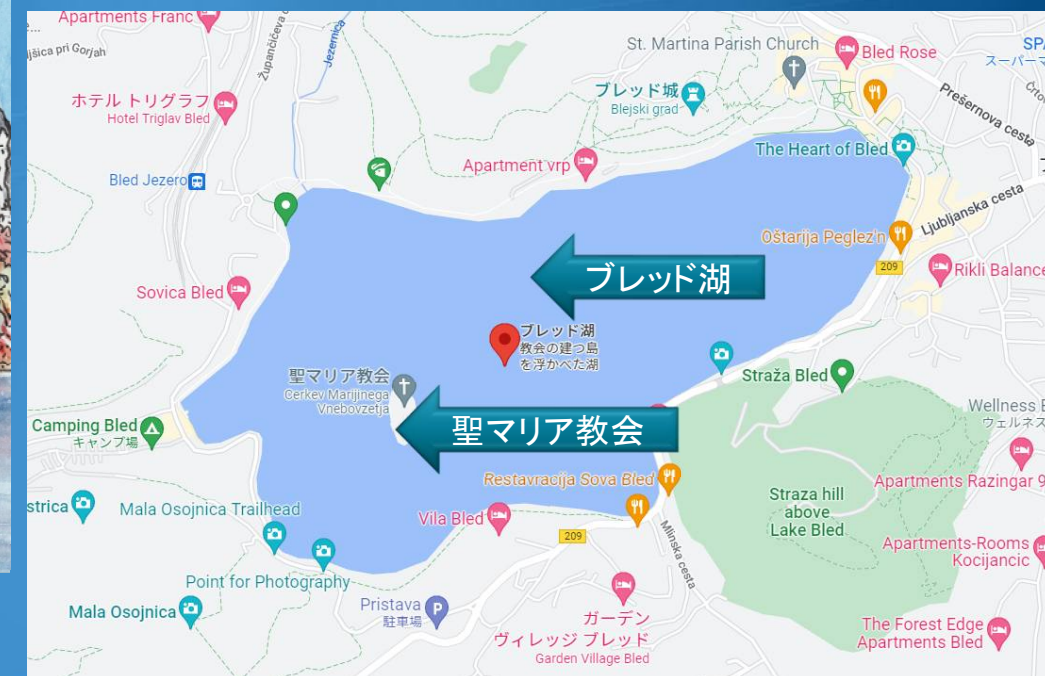 Apartments Franc
jšica pri Gorjah
Župančičeva c
Jezernica
St. Martina Parish Church
Bled Rose
SPA
スーパーマ
ホテル トリグラフ
Hotel Triglav Bled
ブレッド城
Blejski grad
Prešernova cesta
Črto
The Heart of Bled
Apartment vrp
Bled Jezero
Ljubljanska cesta
Oštarija Peglez'n
209
Rikli Balance
ブレッド湖
Sovica Bled
ブレッド湖
教会の建つ島
を浮かべた湖
聖マリア教会
Cerkev Marijinega
Vnebovzetja
Straža Bled
聖マリア教会
Wellness B
ウェルネス
Camping Bled
キャンプ場
Restavracija Sova Bled
Apartments Razingar 9
strica
Mala Osojnica Trailhead
Vila Bled
Straza hill
above
Lake Bled
209
Mlinska cesta
Apartments-Rooms
Kocijancic
Point for Photography
Mala Osojnica
Pristava
駐車場
P
ガーデン
ヴィレッジ ブレッド
Garden Village Bled
The Forest Edge
Apartments Bled